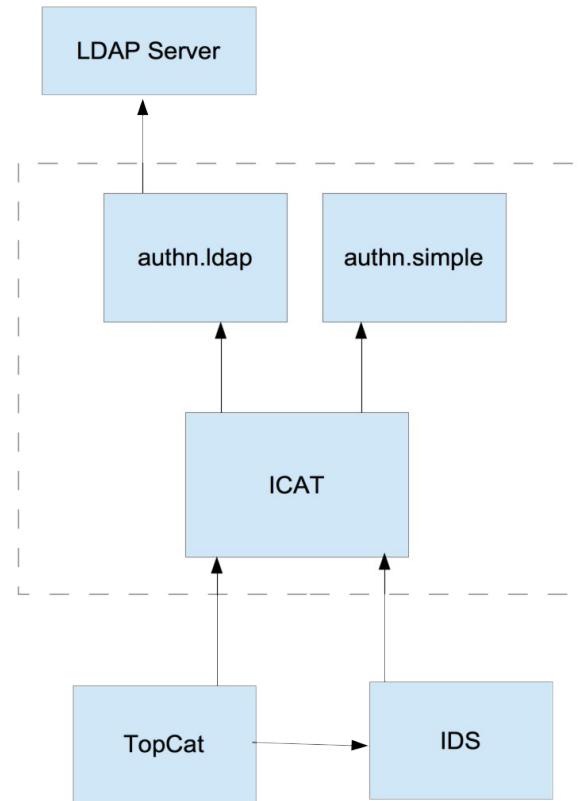 LDAP Server
authn.ldap
authn.simple
ICAT
TopCat
IDS